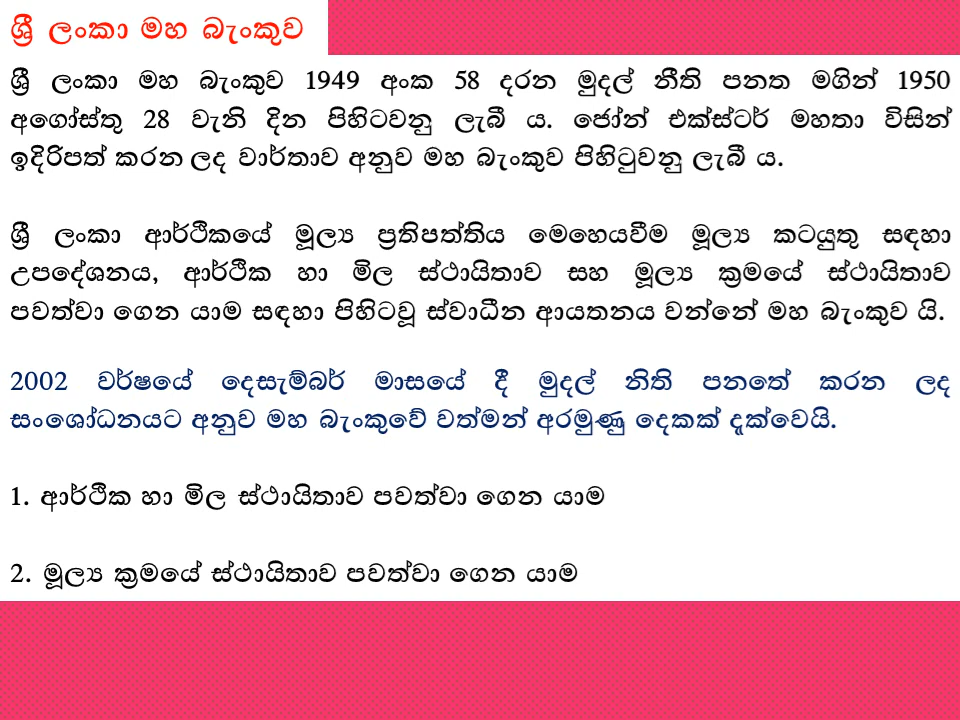 ශ්‍රී ලංකා මහ බැංකුව
ශ්‍රී ලංකා මහ බැංකුව 1949 අංක 58 දරන මුදල් නීති පනත මගින් 1950
අගෝස්තු 28 වැනි දින පිහිටවනු ලැබී ය. ජෝන් එක්ස්ටර් මහතා විසින්
ඉදිරිපත් කරන ලද වාර්තාව අනුව මහ බැංකුව පිහිටුවනු ලැබී ය.
ශ්‍රී ලංකා ආර්ථිකයේ මූල්‍ය ප්‍රතිපත්තිය මෙහෙයවීම මූල්‍ය කටයුතු සඳහා
උපදේශනය, ආර්ථික හා මිල ස්ථායිතාව සහ මූල්‍ය ක්‍රමයේ ස්ථායිතාව
පවත්වා ගෙන යාම සඳහා පිහිටවූ ස්වාධීන ආයතනය වන්නේ මහ බැංකුව යි.
2002 වර්ෂයේ දෙසැම්බර් මාසයේ දී මුදල් නිති පනතේ කරන ලද
සංශෝධනයට අනුව මහ බැංකුවේ වත්මන් අරමුණු දෙකක් දැක්වෙයි.
1. ආර්ථික හා මිල ස්ථායිතාව පවත්වා ගෙන යාම
2. මූල්‍ය ක්‍රමයේ ස්ථායිතාව පවත්වා ගෙන යාම